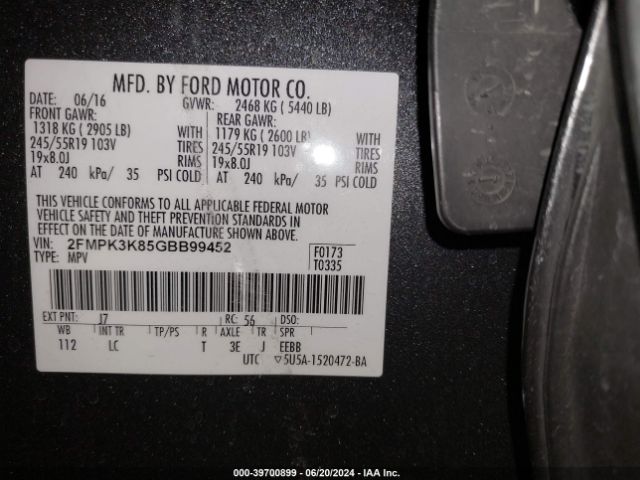 MFD. BY FORD MOTOR CO.
DATE: 06/16 GVWR: 2468 KG ( 5440 LB)
FRONT GAWR: REAR GAWR:
1318 KG ( 2905 LB) WITH 1179 KG ( 2600 LB) WITH
245/55R19 103V TIRES 245/55R19 103V TIRES
19x8.0J RIMS 19x8.0J RIMS
AT 240 kPa/ 35 PSI COLD AT 240 kPa/ 35 PSI COLD
THIS VEHICLE CONFORMS TO ALL APPLICABLE FEDERAL MOTOR
VEHICLE SAFETY AND THEFT PREVENTION STANDARDS IN
EFFECT ON THE DATE OF MANUFACTURE SHOWN ABOVE.
VIN: 2FMPK3K85GBB99452 F0173
TYPE: MPV T0335
EXT PNT: J7 RC: 56 DSO:
WB INT TR TP/PS R AXLE TR SPR
112 LC T 3E J EEBB
UTC ▽5U5A-1520472-BA
000-39700899 - 06/20/2024 - IAA Inc.